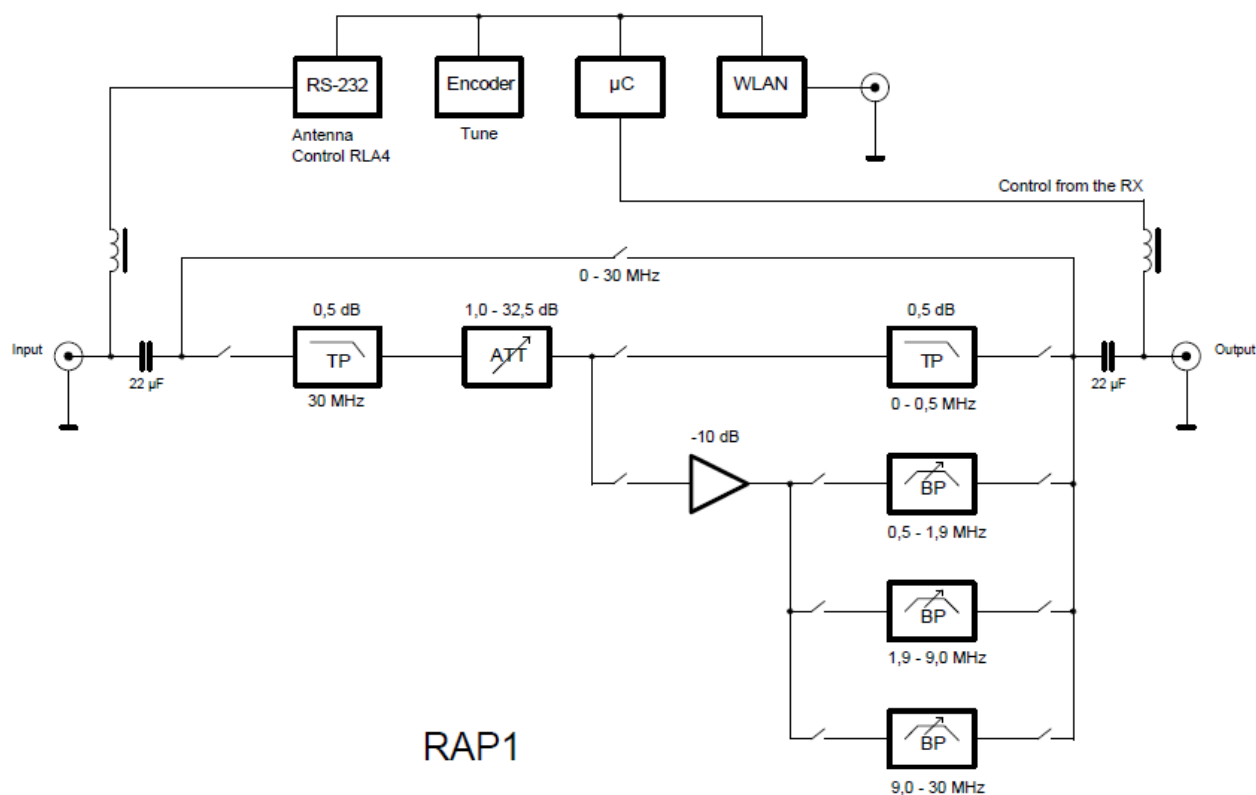 RS-232
Encoder
µC
WLAN
Antenna
Control RLA4
Tune
Control from the RX
0 - 30 MHz
0,5 dB
1,0 - 32,5 dB
0,5 dB
Input
TP
ATT
TP
Output
22 µF
30 MHz
0 - 0,5 MHz
22 µF
-10 dB
BP
0,5 - 1,9 MHz
BP
1,9 - 9,0 MHz
BP
9,0 - 30 MHz
RAP1